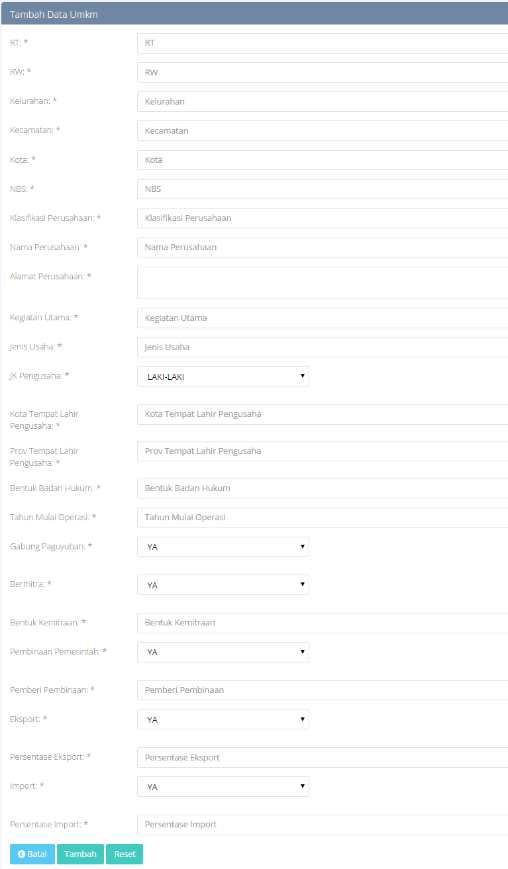 Tambah Data Umkm
RT: * RT
RW: * RW
Kelurahan: * Kelurahan
Kecamatan: * Kecamatan
Kota: * Kota
NBS: * NBS
Klasifikasi Perusahaan: * Klasifikasi Perusahaan
Nama Perusahaan: * Nama Perusahaan
Alamat Perusahaan: *
Kegiatan Utama: * Kegiatan Utama
Jenis Usaha: * Jenis Usaha
JK Pengusaha: * LAKI-LAKI
Kota Tempat Lahir Kota Tempat Lahir Pengusaha
Pengusaha: *
Prov Tempat Lahir Prov Tempat Lahir Pengusaha
Pengusaha: *
Bentuk Badan Hukum: * Bentuk Badan Hukum
Tahun Mulai Operasi: * Tahun Mulai Operasi
Gabung Paguyuban: * YA
Bermitra: * YA
Bentuk Kemitraan: * Bentuk Kemitraan
Pembinaan Pemerintah: * YA
Pemberi Pembinaan: * Pemberi Pembinaan
Eksport: * YA
Persentase Eksport: * Persentase Eksport
Import: * YA
Persentase Import: * Persentase Import
Batal Tambah Reset